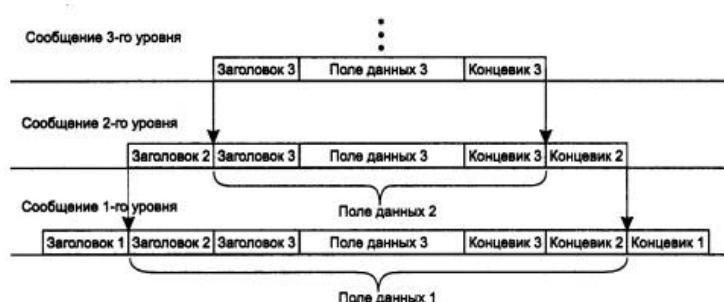 Сообщение 3-го уровня
Заголовок 3 Поле данных 3 Концевик 3
Сообщение 2-го уровня
Заголовок 2 Заголовок 3 Поле данных 3 Концевик 3 Концевик 2
Поле данных 2
Сообщение 1-го уровня
Заголовок 1 Заголовок 2 Заголовок 3 Поле данных 3 Концевик 3 Концевик 2 Концевик 1
Поле данных 1